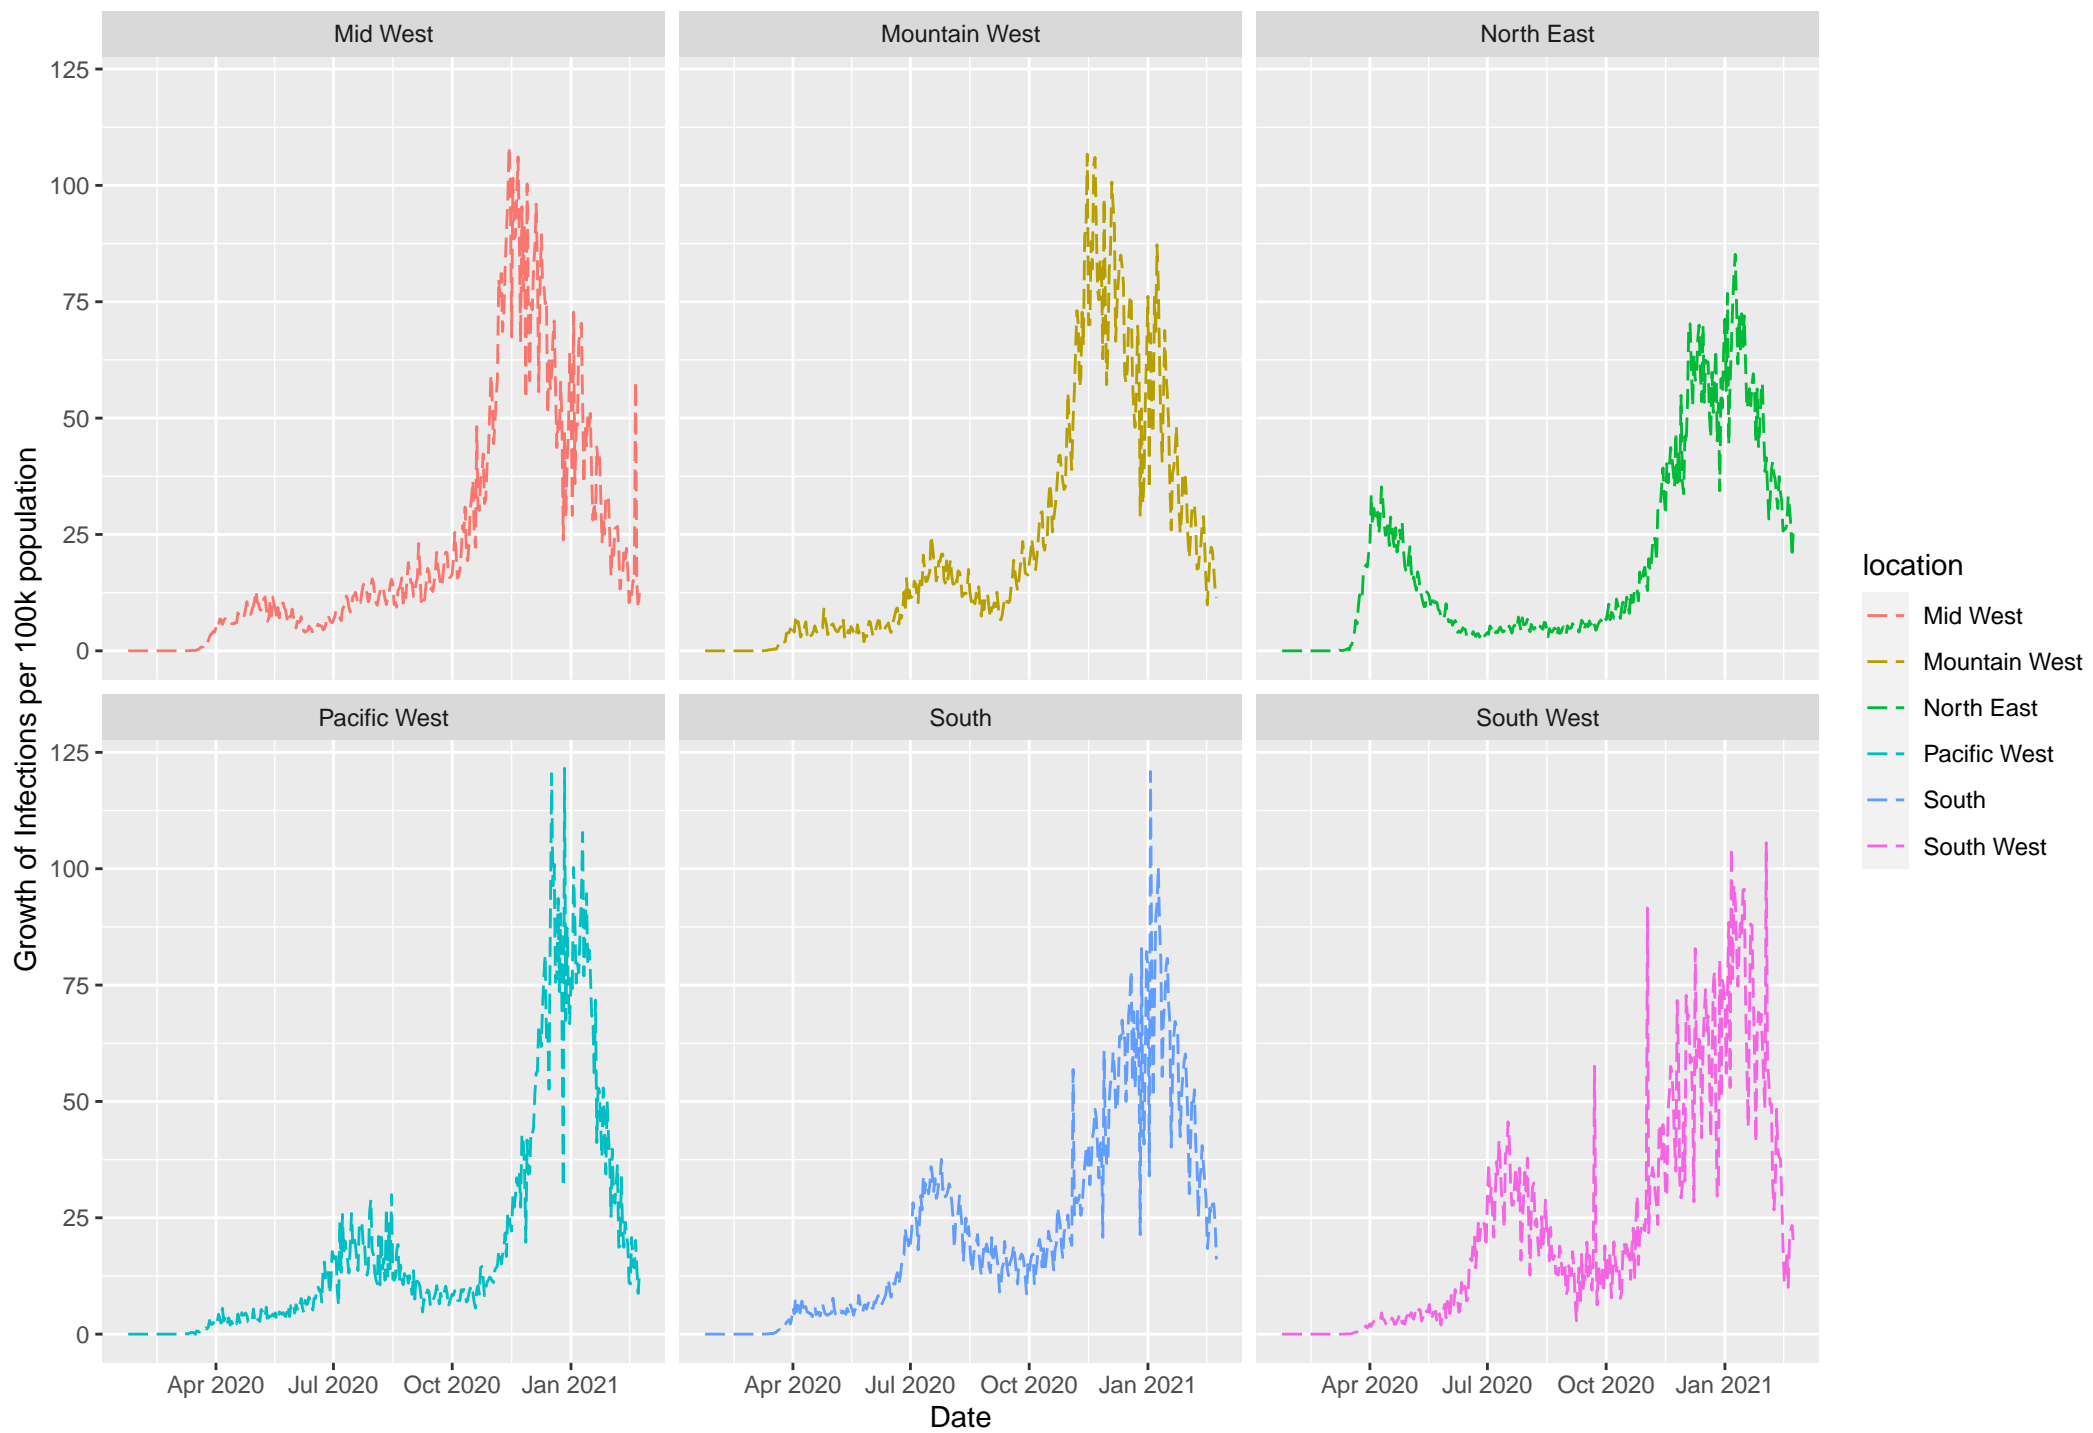 Mid West
Mountain West
North East
125
100
75
50
25
0
Pacific West
South
South West
125
100
75
50
25
0
Apr 2020 Jul 2020 Oct 2020 Jan 2021
Apr 2020 Jul 2020 Oct 2020 Jan 2021
Apr 2020 Jul 2020 Oct 2020 Jan 2021
Date
Growth of Infections per 100k population
location
Mid West
Mountain West
North East
Pacific West
South
South West